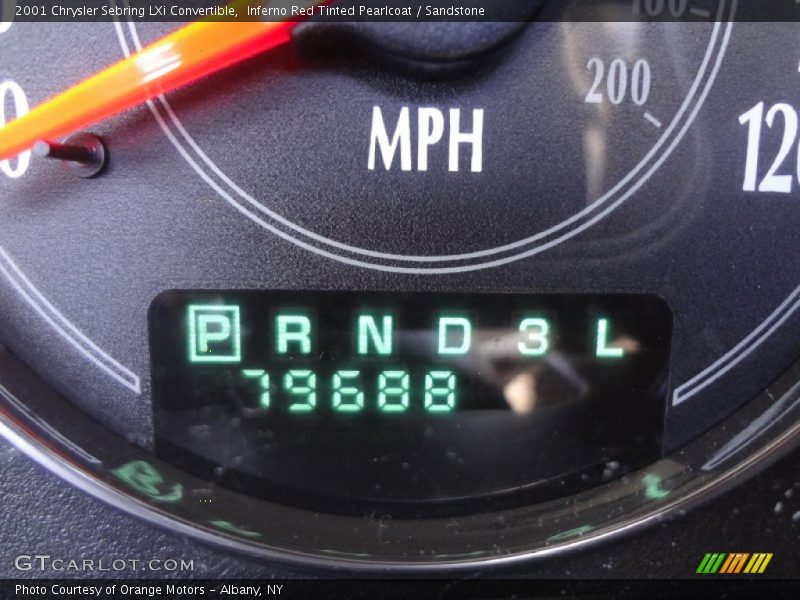 2001 Chrysler Sebring LXi Convertible,  Inferno Red Tinted Pearlcoat / Sandstone
200
MPH
0
P R N D 3 L
79688
GTCARLOT.COM
Photo Courtesy of Orange Motors - Albany, NY